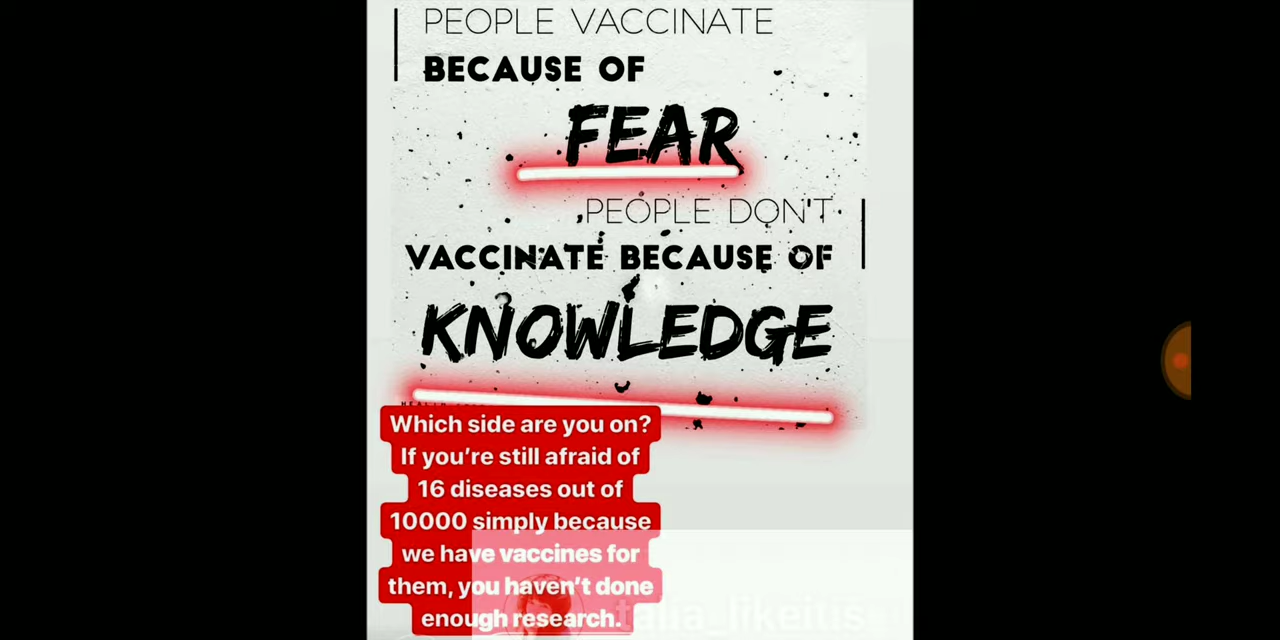 PEOPLE VACCINATE
BECAUSE OF
FEAR
PEOPLE DON'T
VACCINATE BECAUSE OF
KNOWLEDGE
Which side are you on?
If you’re still afraid of
16 diseases out of
10000 simply because
we have vaccines for
them, you haven’t done
enough research.
talia_likeitis